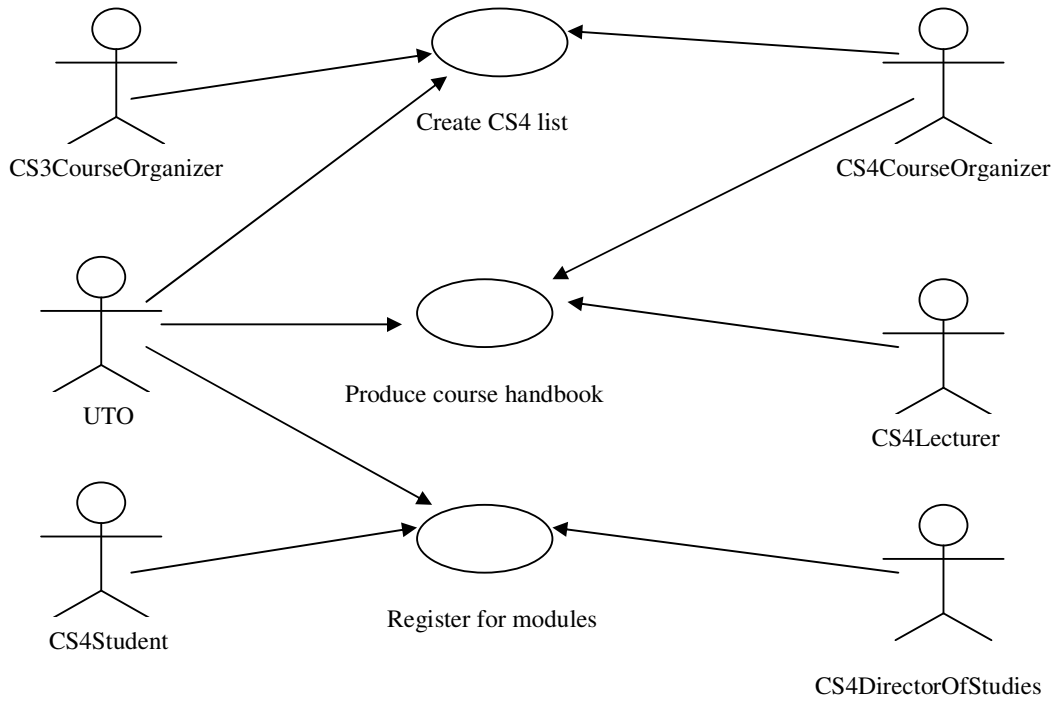 Create CS4 list
CS3CourseOrganizer
CS4CourseOrganizer
Produce course handbook
UTO
CS4Lecturer
Register for modules
CS4Student
CS4DirectorOfStudies